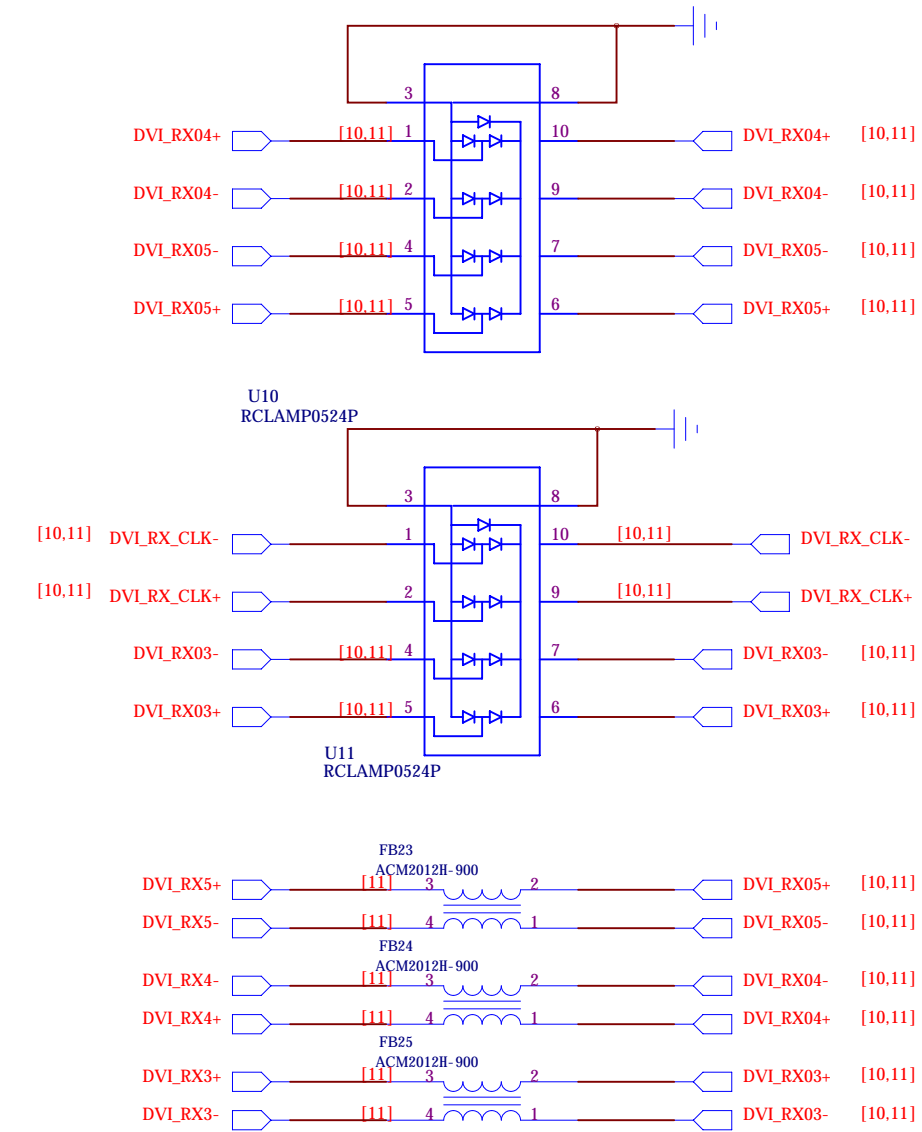 3 8
DVI_RX04+ [10,11] 1 10 DVI_RX04+ [10,11]
DVI_RX04- [10,11] 2 9 DVI_RX04- [10,11]
DVI_RX05- [10,11] 4 7 DVI_RX05- [10,11]
DVI_RX05+ [10,11] 5 6 DVI_RX05+ [10,11]
U10
RCLAMP0524P
3 8
[10,11] DVI_RX_CLK- 1 10 [10,11] DVI_RX_CLK-
[10,11] DVI_RX_CLK+ 2 9 [10,11] DVI_RX_CLK+
DVI_RX03- [10,11] 4 7 DVI_RX03- [10,11]
DVI_RX03+ [10,11] 5 6 DVI_RX03+ [10,11]
U11
RCLAMP0524P
FB23
ACM2012H-900
DVI_RX5+ [11] 3 2 DVI_RX05+ [10,11]
DVI_RX5- [11] 4 1 DVI_RX05- [10,11]
FB24
ACM2012H-900
DVI_RX4- [11] 3 2 DVI_RX04- [10,11]
DVI_RX4+ [11] 4 1 DVI_RX04+ [10,11]
FB25
ACM2012H-900
DVI_RX3+ [11] 3 2 DVI_RX03+ [10,11]
DVI_RX3- [11] 4 1 DVI_RX03- [10,11]